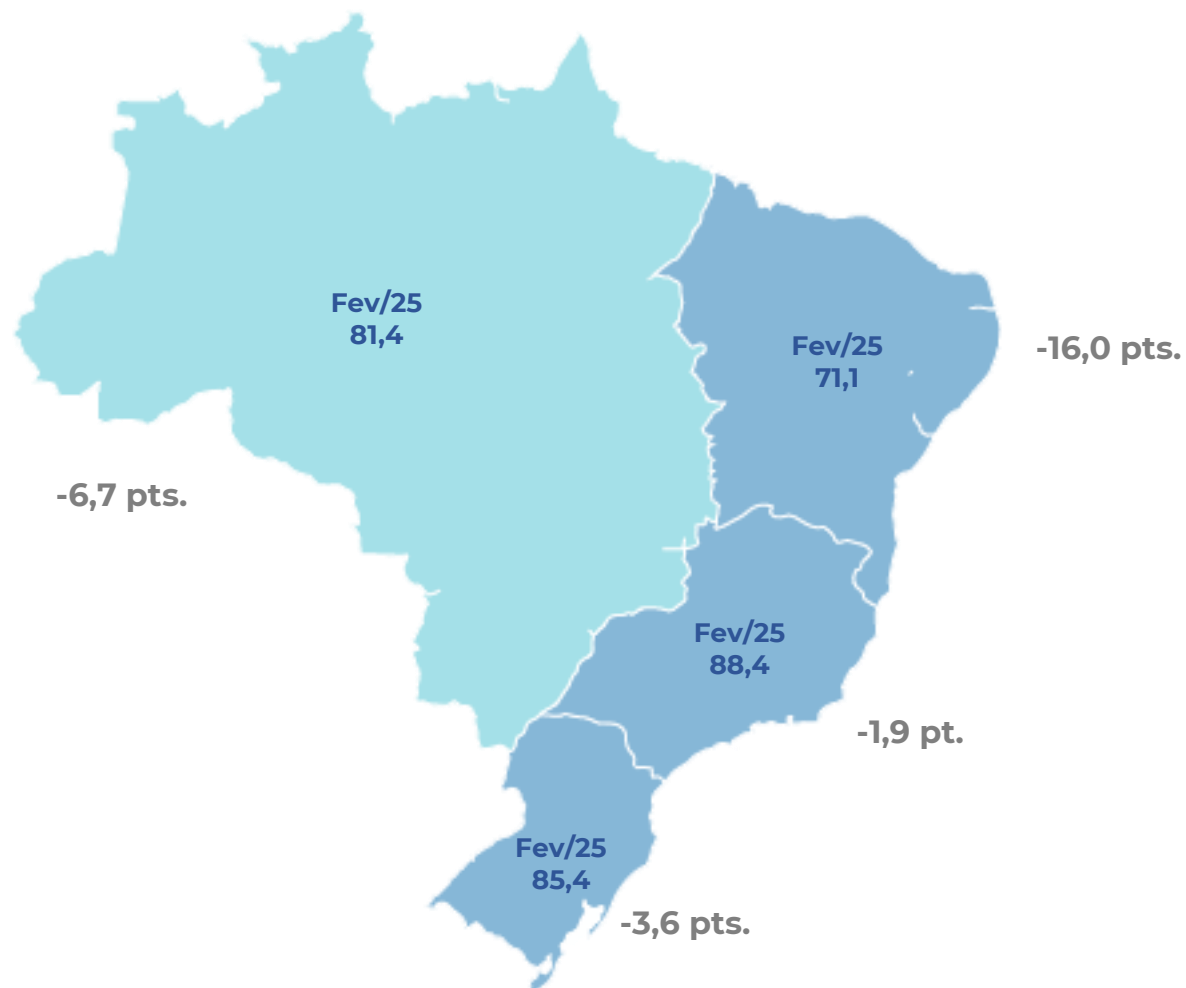 Fev/25
81,4
Fev/25
71,1
-16,0 pts.
-6,7 pts.
Fev/25
88,4
-1,9 pt.
Fev/25
85,4
-3,6 pts.